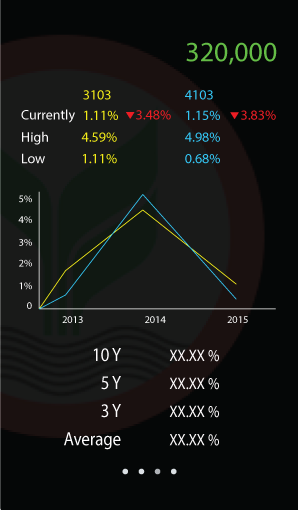 320,000
3103 4103
Currently 1.11% ▼3.48% 1.15% ▼3.83%
High 4.59% 4.98%
Low 1.11% 0.68%
5%
4%
3%
2%
1%
0
2013 2014 2015
10 Y XX.XX %
5 Y XX.XX %
3 Y XX.XX %
Average XX.XX %